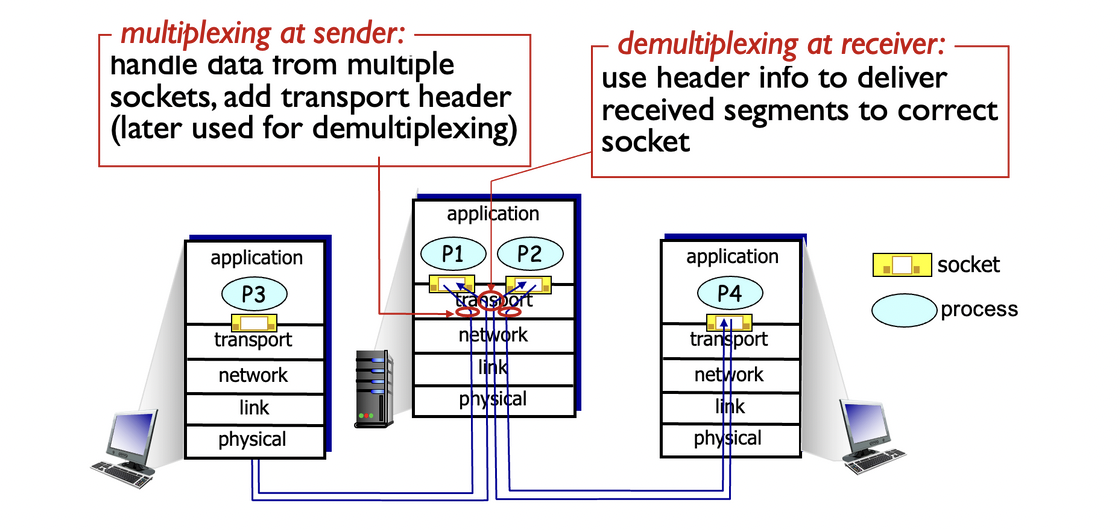 multiplexing at sender:
handle data from multiple
sockets, add transport header
(later used for demultiplexing)
demultiplexing at receiver:
use header info to deliver
received segments to correct
socket
application
P3
transport
network
link
physical
application
P1 P2
transport
network
link
physical
application
P4
transport
network
link
physical
socket
process